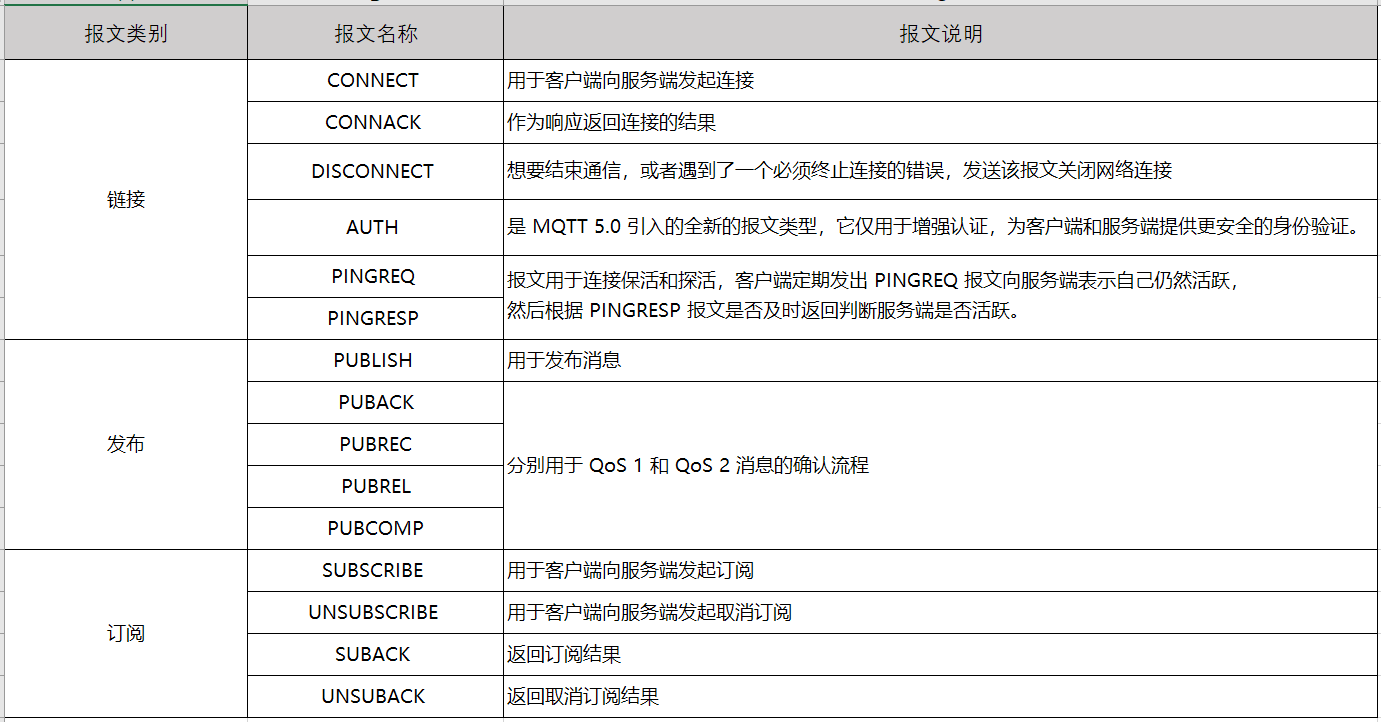 报文类别 报文名称 报文说明
链接
CONNECT 用于客户端向服务端发起连接
CONNACK 作为响应返回连接的结果
DISCONNECT 想要结束通信，或者遇到了一个必须终止连接的错误，发送该报文关闭网络连接
AUTH 是 MQTT 5.0 引入的全新的报文类型，它仅用于增强认证，为客户端和服务端提供更安全的身份验证。
PINGREQ
PINGRESP
报文用于连接保活和探活，客户端定期发出 PINGREQ 报文向服务端表示自己仍然活跃，
然后根据 PINGRESP 报文是否及时返回判断服务端是否活跃。
发布
PUBLISH 用于发布消息
PUBACK
PUBREC
PUBREL
PUBCOMP
分别用于 QoS 1 和 QoS 2 消息的确认流程
订阅
SUBSCRIBE 用于客户端向服务端发起订阅
UNSUBSCRIBE 用于客户端向服务端发起取消订阅
SUBACK 返回订阅结果
UNSUBACK 返回取消订阅结果